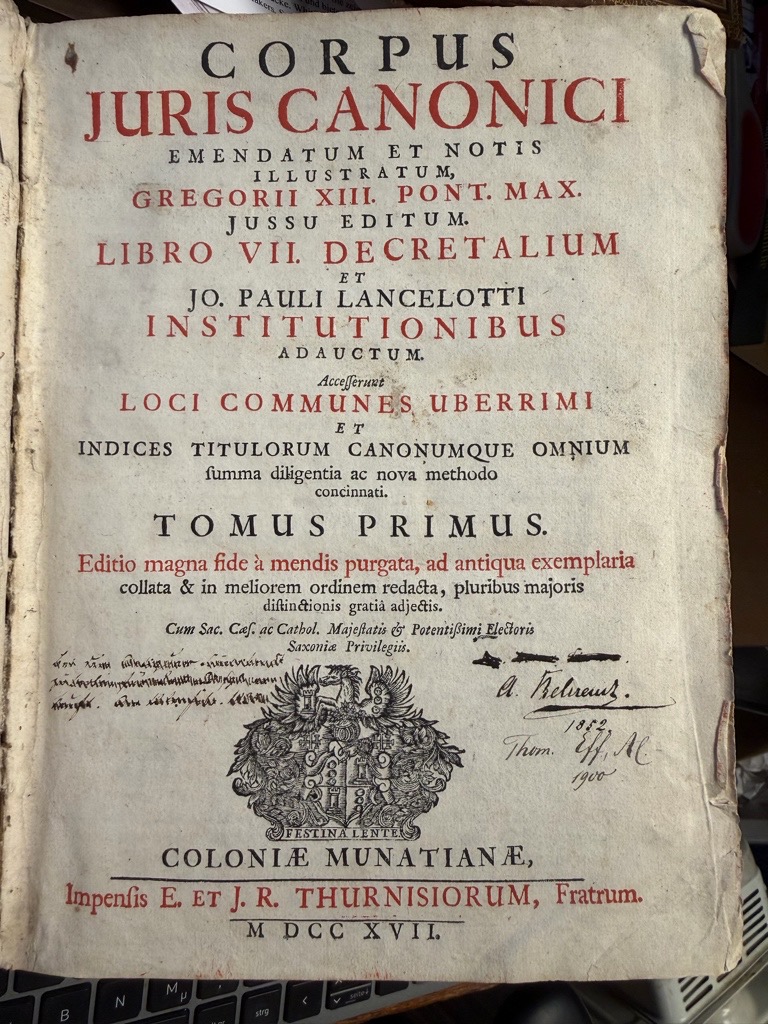 CORPUS
JURIS CANONICI
EMENDATUM ET NOTIS
ILLUSTRATUM,
GREGORII XIII. PONT. MAX.
JUSSU EDITUM.
LIBRO VII. DECRETALIUM
ET
JO. PAULI LANCELOTTI
INSTITUTIONIBUS
ADAUCTUM.
Acceſſerunt
LOCI COMMUNES UBERRIMI
ET
INDICES TITULORUM CANONUMQUE OMNIUM
ſumma diligentia ac nova methodo
concinnati.
TOMUS PRIMUS.
Editio magna fide à mendis purgata, ad antiqua exemplaria
collata & in meliorem ordinem redacta, pluribus majoris
diſtinctionis gratiâ adjectis.
Cum Sac. Cæſ. ac Cathol. Majeſtatis & Potentiſſimi Electoris
Saxoniæ Privilegiis.
A.
1852
Thom. Eff,
1900
FESTINA LENTE
COLONIÆ MUNATIANÆ,
Impenſis E. ET J. R. THURNISIORUM, Fratrum.
M DCC XVII.
B N M µ
strg
seite↓